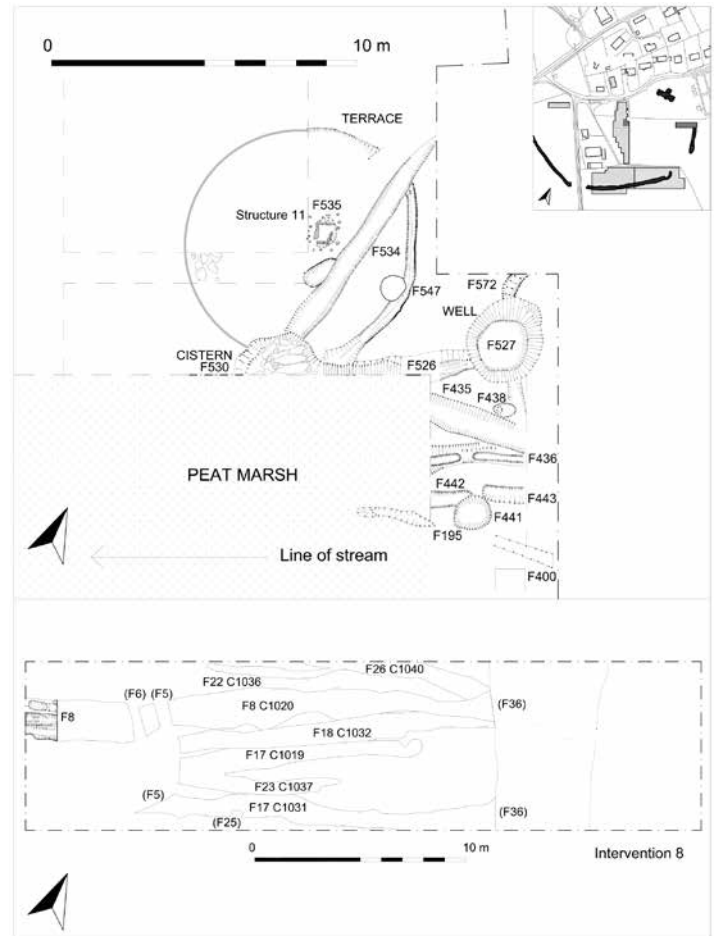 0 10 m
TERRACE
F535
Structure 11
F534
F547
F572
WELL
F527
CISTERN
F530
F526
F435
F438
F436
PEAT MARSH
F442
F443
F441
F195
Line of stream
F400
F26 C1040
F22 C1036
(F6) (F5)
F8 C1020
(F36)
F8
F18 C1032
F17 C1019
F23 C1037
(F5)
F17 C1031
(F36)
(F25)
0 10 m
Intervention 8